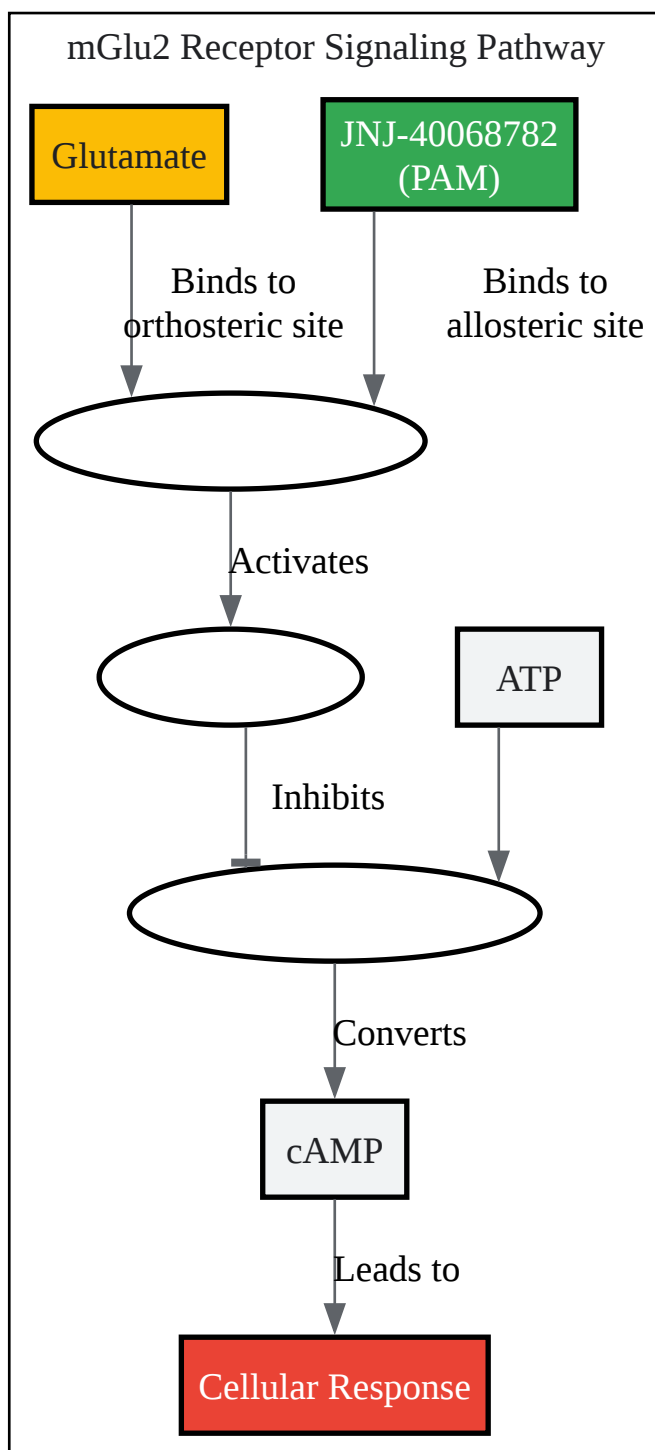 mGlu2 Receptor Signaling Pathway
Glutamate
JNJ-40068782
(PAM)
Binds to
orthosteric site
Binds to
allosteric site
Activates
ATP
Inhibits
Converts
cAMP
Leads to
Cellular Response